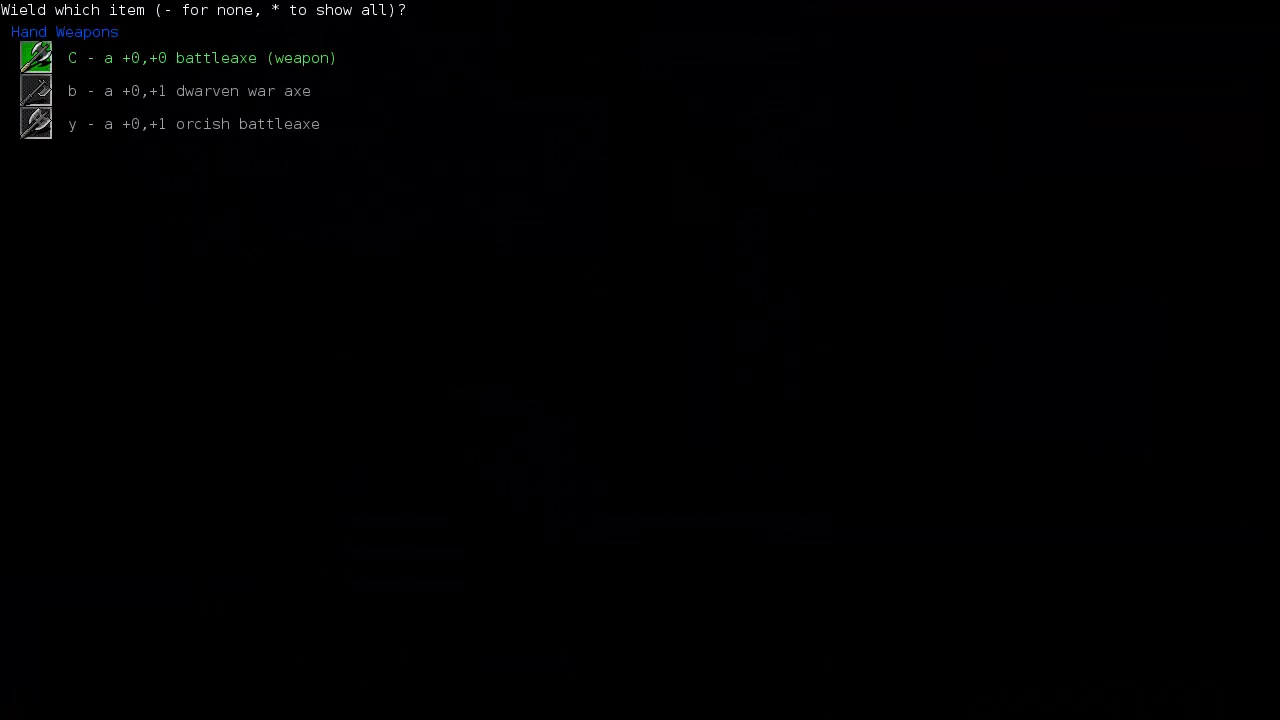 Wield which item (- for none, * to show all)?
Hand Weapons
C - a +0,+0 battleaxe (weapon)
b - a +0,+1 dwarven war axe
y - a +0,+1 orcish battleaxe